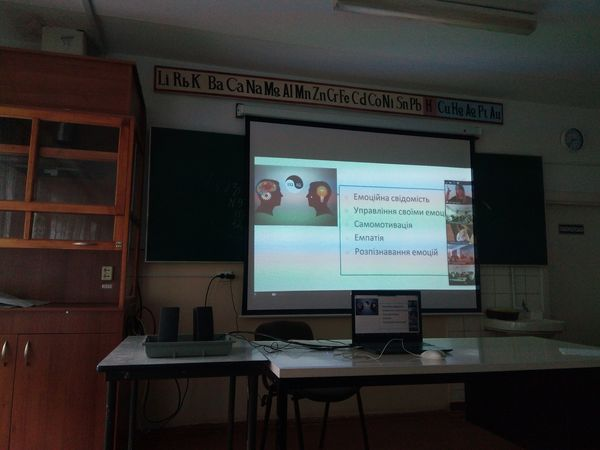 Li Rb K Ba Ca Na Mg Al Mn Zn Cr Fe Cd Co Ni Sn Pb H Cu Hg Ag Pt Au
Емоційна свідомість
Управління своїми емоц
Самомотивація
Емпатія
Розпізнавання емоцій